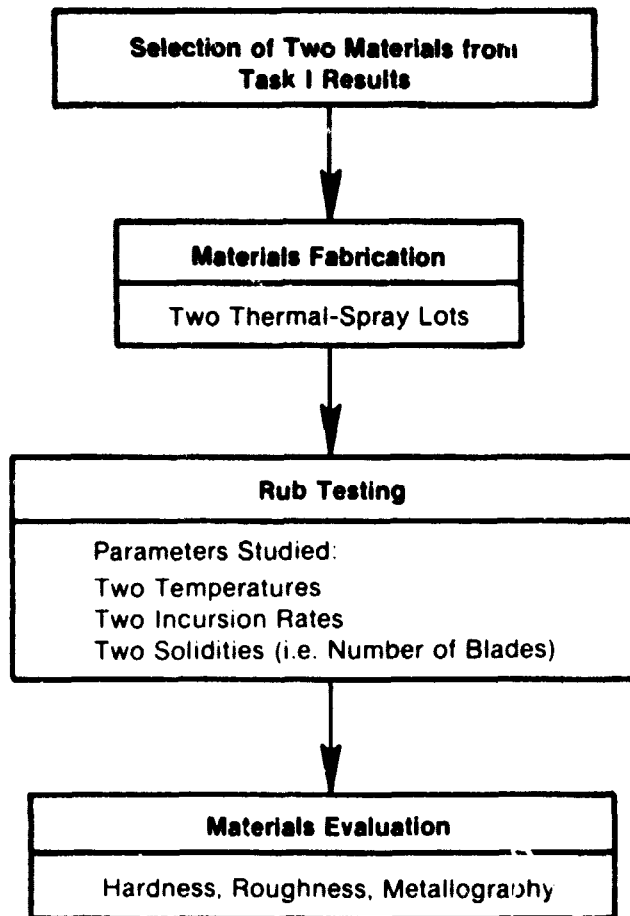 Selection of Two Materials from
Task I Results
Materials Fabrication
Two Thermal-Spray Lots
Rub Testing
Parameters Studied:
Two Temperatures
Two Incursion Rates
Two Solidities (i.e. Number of Blades)
Materials Evaluation
Hardness, Roughness, Metallography